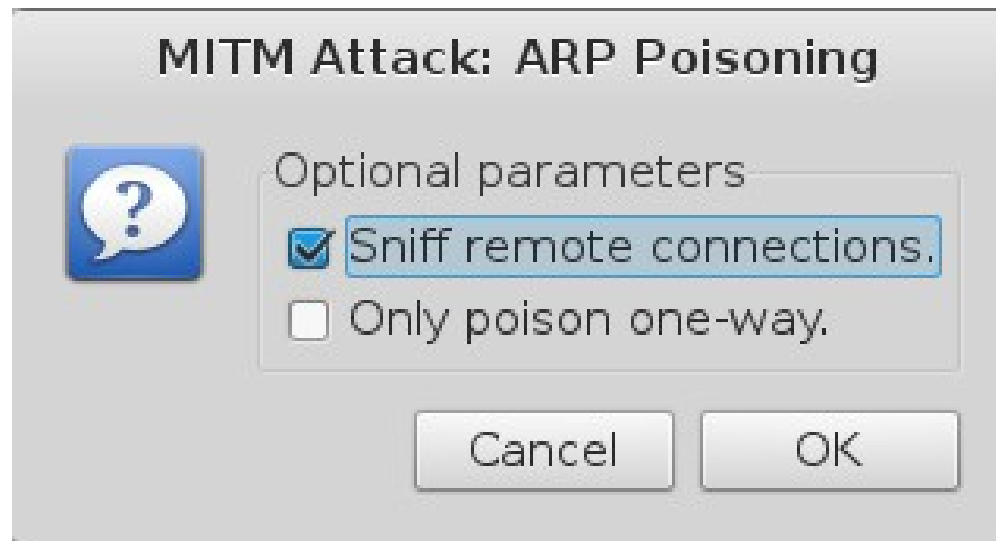 MITM Attack: ARP Poisoning
Optional parameters
Sniff remote connections.
Only poison one-way.
Cancel OK